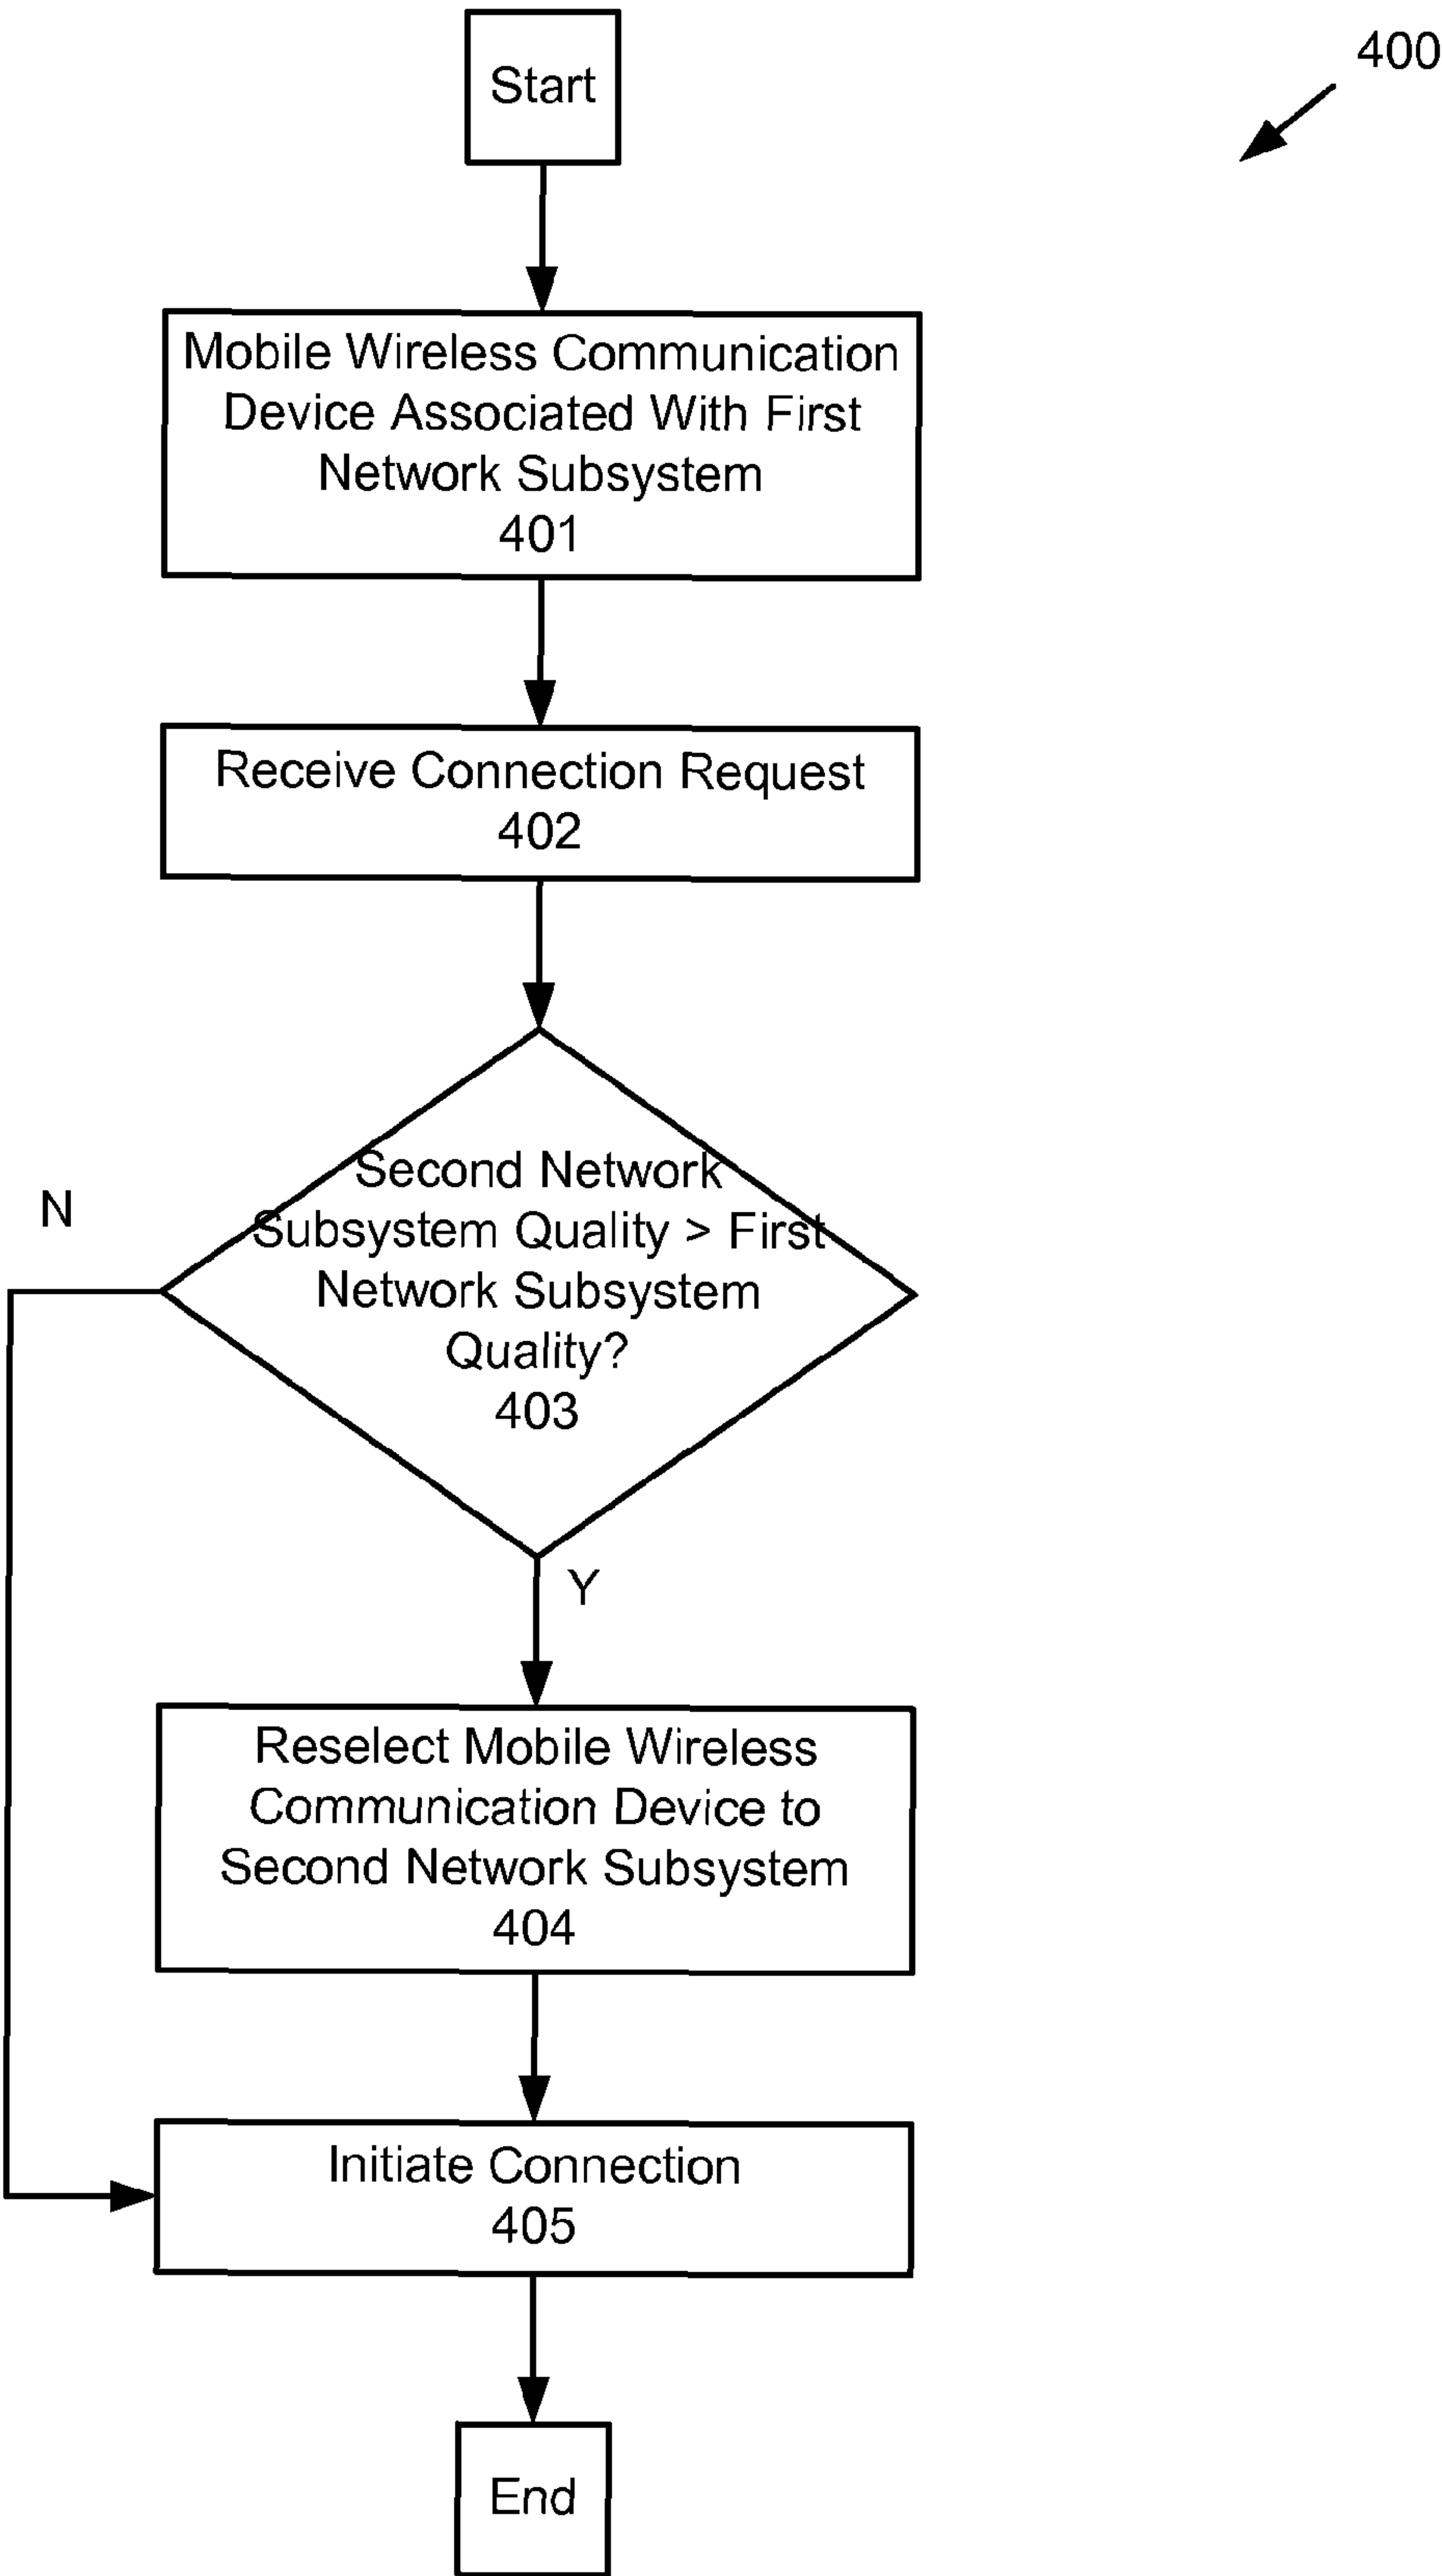 400
Start
Mobile Wireless Communication
Device Associated With First
Network Subsystem
401
Receive Connection Request
402
Second Network
Subsystem Quality > First
Network Subsystem
Quality?
403
N
Y
Reselect Mobile Wireless
Communication Device to
Second Network Subsystem
404
Initiate Connection
405
End